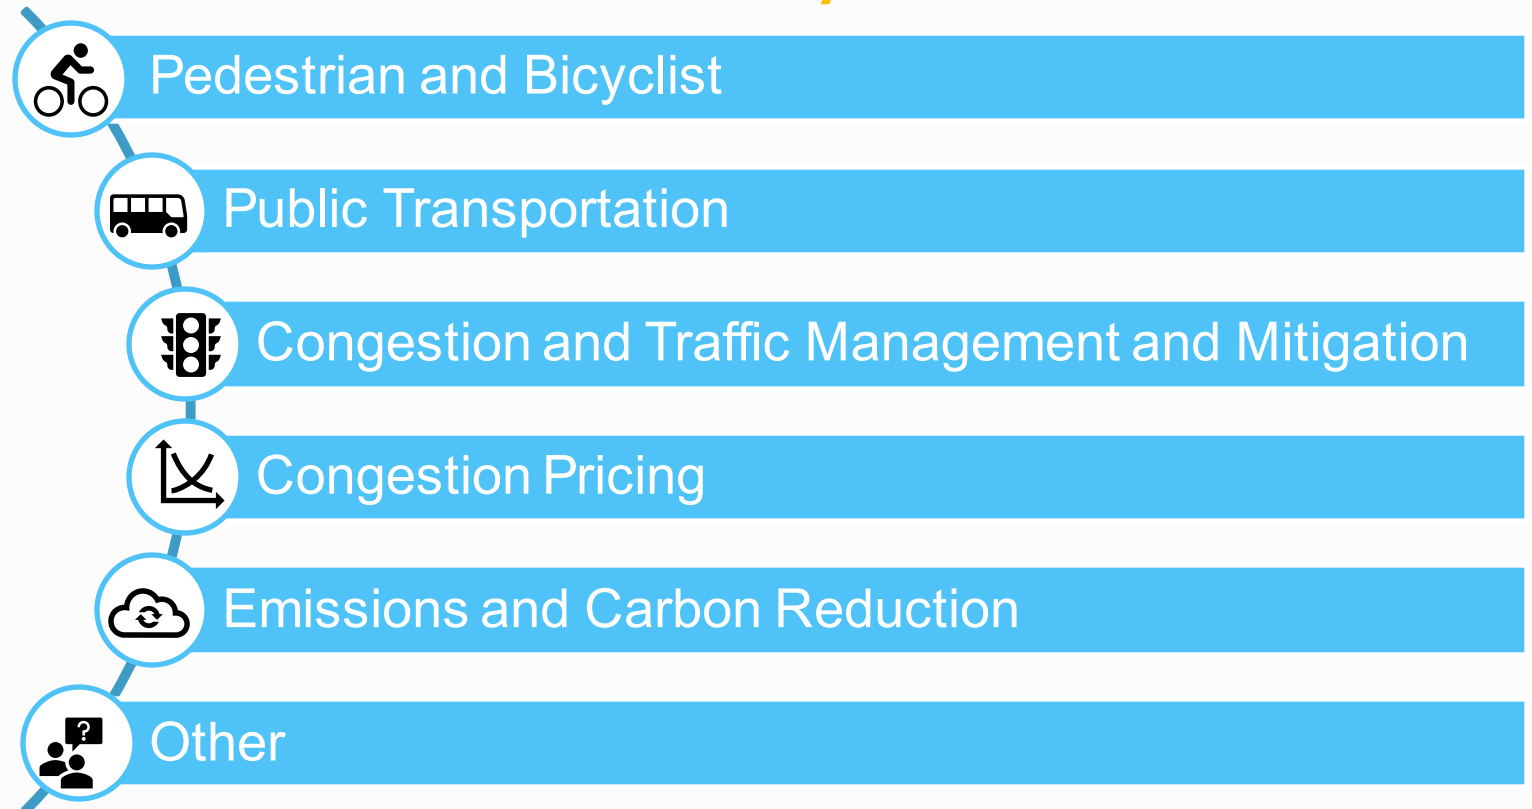 Pedestrian and Bicyclist
Public Transportation
Congestion and Traffic Management and Mitigation
Congestion Pricing
Emissions and Carbon Reduction
?
Other